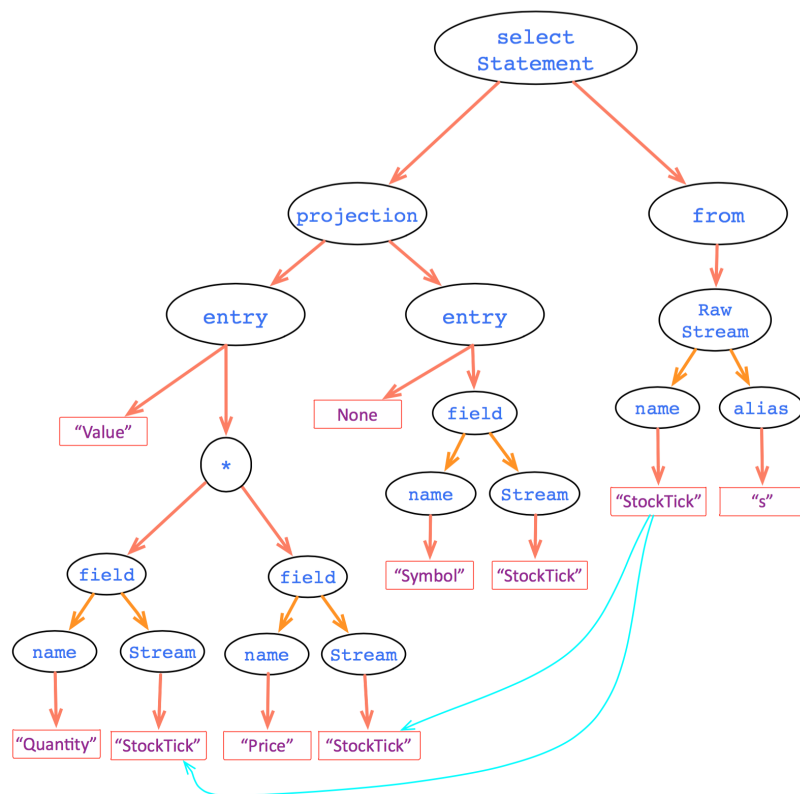 select
Statement
projection
from
entry
entry
Raw
Stream
“Value”
None
field
name
alias
*
name
Stream
“StockTick”
“s”
field
field
“Symbol”
“StockTick”
name
Stream
name
Stream
“Quantity”
“StockTick”
“Price”
“StockTick”